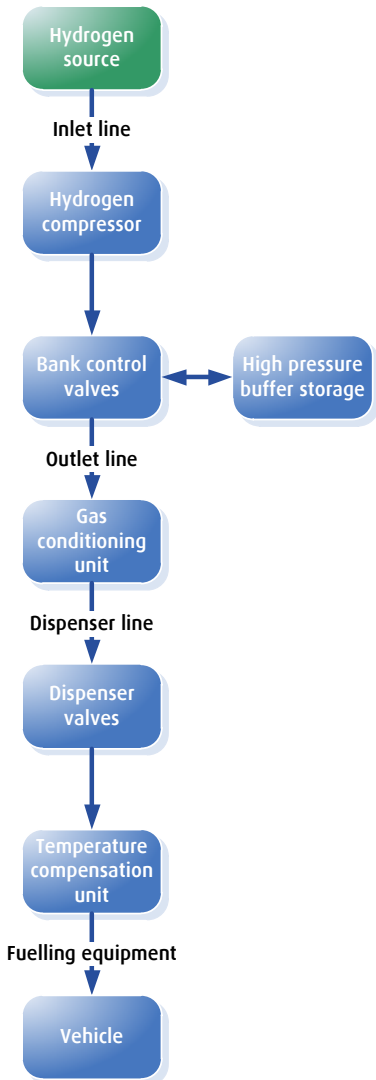 Hydrogen
source
Inlet line
Hydrogen
compressor
Bank control
valves
High pressure
buffer storage
Outlet line
Gas
conditioning
unit
Dispenser line
Dispenser
valves
Temperature
compensation
unit
Fuelling equipment
Vehicle